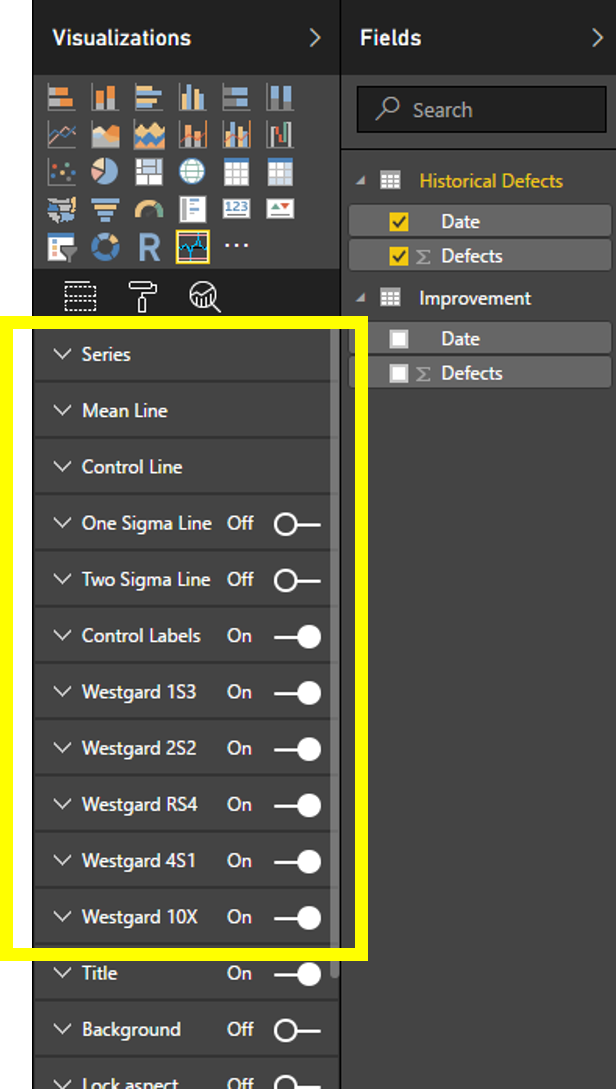 Visualizations
R
123
Series
Mean Line
Control Line
One Sigma Line Off
Two Sigma Line Off
Control Labels On
Westgard 1S3 On
Westgard 2S2 On
Westgard RS4 On
Westgard 4S1 On
Westgard 10X On
Title On
Background Off
Lock aspect Off
Fields
Search
Historical Defects
Date
Σ Defects
Improvement
Date
Σ Defects